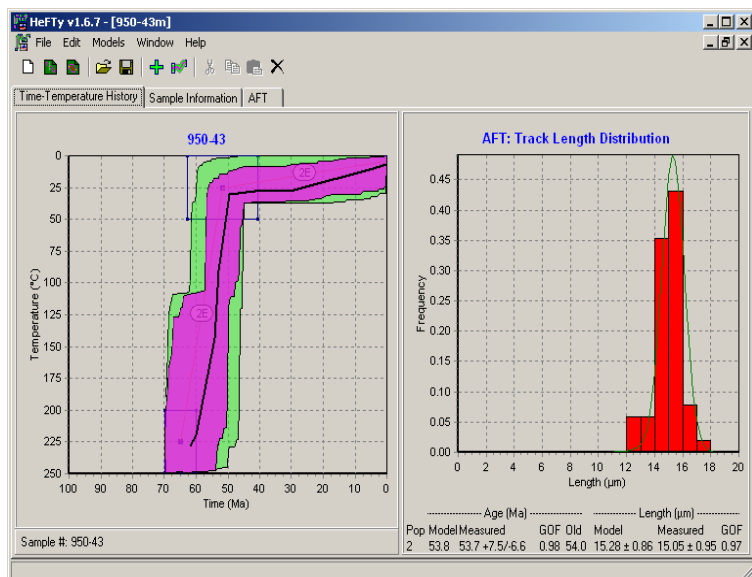 HeFTy v1.6.7 - [950-43m]
File Edit Models Window Help
Time-Temperature History Sample Information AFT
950-43
0
25
50
75
100
125
150
175
200
225
250
Temperature (°C)
2E
2E
100 90 80 70 60 50 40 30 20 10 0
Time (Ma)
Sample #: 950-43
AFT: Track Length Distribution
0.45
0.40
0.35
0.30
0.25
0.20
0.15
0.10
0.05
0.00
Frequency
0 2 4 6 8 10 12 14 16 18 20
Length (µm)
Age (Ma) Length (µm)
Pop Model Measured GOF Old Model Measured GOF
2 53.8 53.7 +7.5/-6.6 0.98 54.0 15.28 ± 0.86 15.05 ± 0.95 0.97